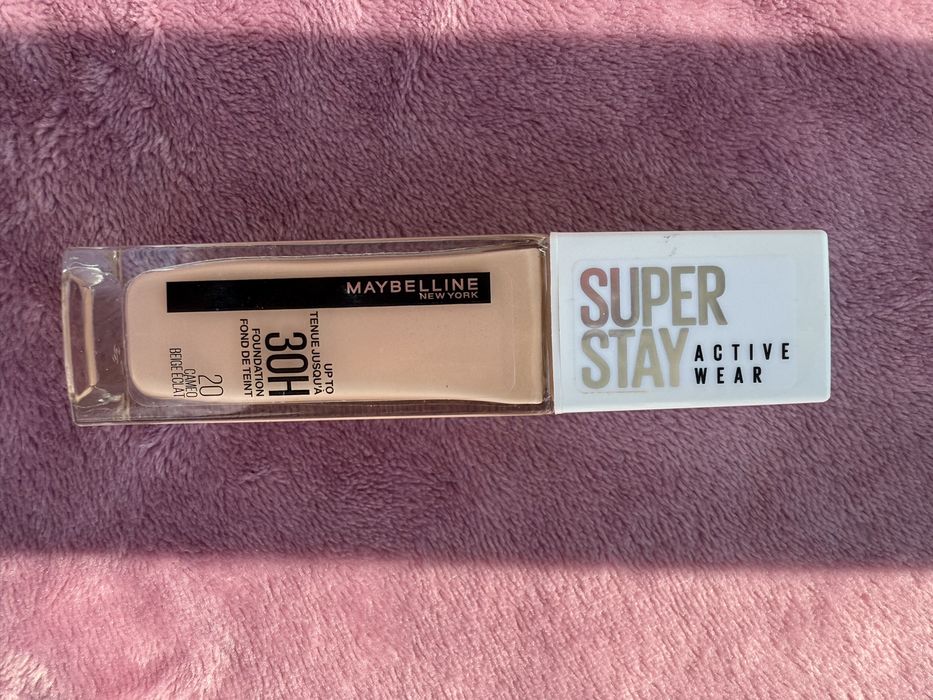 MAYBELLINE
NEW YORK
UP TO
TENUE JUSQU'À
30H
FOUNDATION
FOND DE TEINT
20
CAMEO
BEIGE ÉCLAT
SUPER
STAY
ACTIVE
WEAR